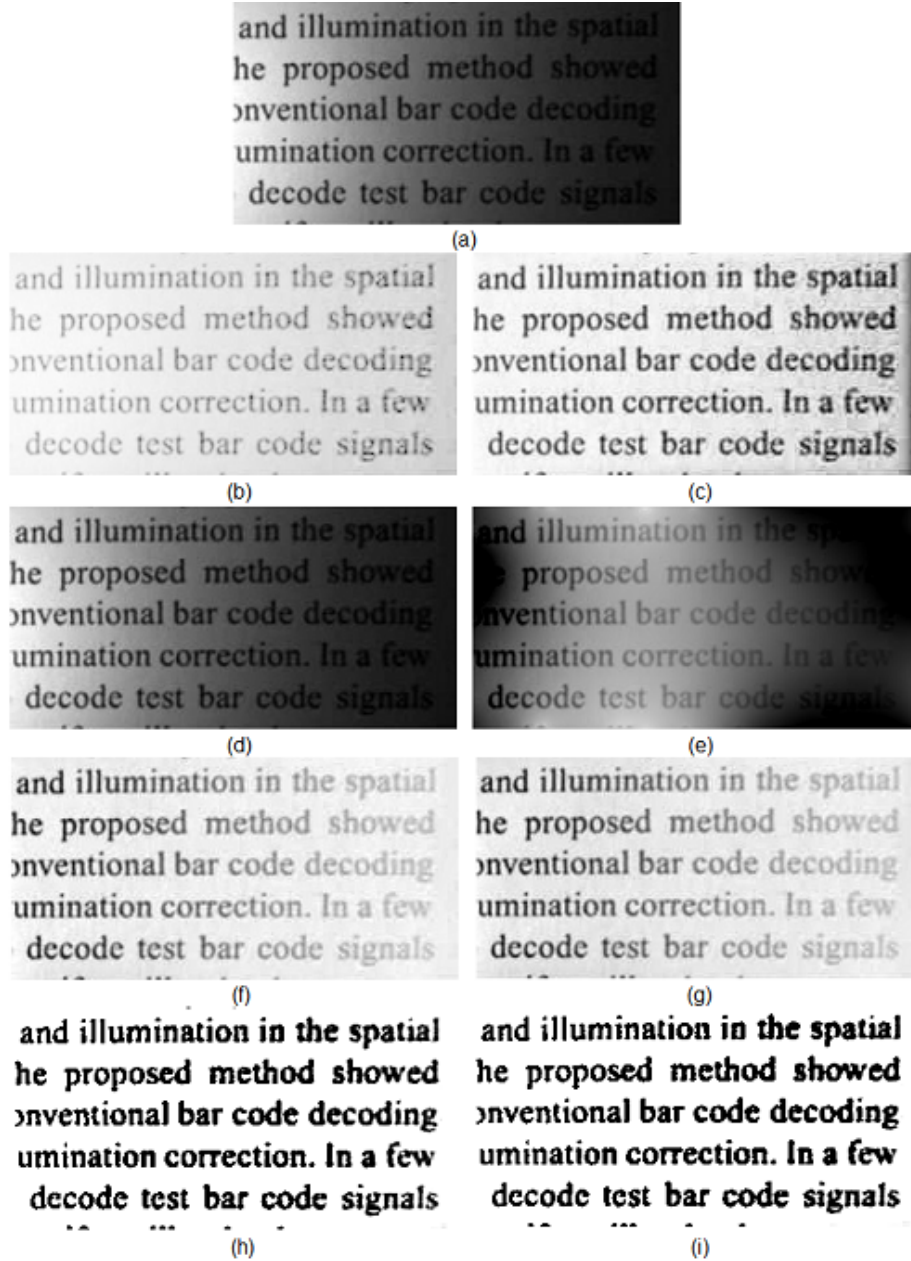 and illumination in the spatial
he proposed method showed
onventional bar code decoding
umination correction. In a few
decode test bar code signals
(a)
and illumination in the spatial
he proposed method showed
onventional bar code decoding
umination correction. In a few
decode test bar code signals
(b)
and illumination in the spatial
he proposed method showed
onventional bar code decoding
umination correction. In a few
decode test bar code signals
(c)
and illumination in the spatial
he proposed method showed
onventional bar code decoding
umination correction. In a few
decode test bar code signals
(d)
and illumination in the
proposed method
onventional bar code decoding
umination correction. In a few
decode test bar code signals
(e)
and illumination in the spatial
he proposed method showed
onventional bar code decoding
umination correction. In a few
decode test bar code signals
(f)
and illumination in the spatial
he proposed method showed
onventional bar code decoding
umination correction. In a few
decode test bar code signals
(g)
and illumination in the spatial
he proposed method showed
onventional bar code decoding
umination correction. In a few
decode test bar code signals
(h)
and illumination in the spatial
he proposed method showed
onventional bar code decoding
umination correction. In a few
decode test bar code signals
(i)